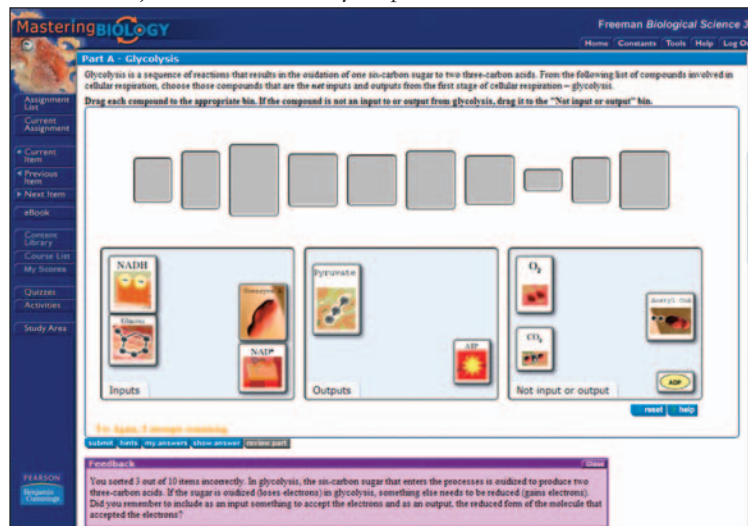 MasteringBIOLOGY
Freeman Biological Science 3
Home Constants Tools Help Log O
Part A - Glycolysis
Glycolysis is a sequence of reactions that results in the oxidation of one six-carbon sugar to two three-carbon acids. From the following list of compounds involved in
cellular respiration, choose those compounds that are the net inputs and outputs from the first stage of cellular respiration – glycolysis.
Drag each compound to the appropriate bin. If the compound is not an input to or output from glycolysis, drag it to the "Not input or output" bin.
Assignment
List
Current
Assignment
Current
Item
Previous
Item
Next Item
eBook
Content
Library
Course List
My Scores
Quizzes
Activities
Study Area
NADH
Glucose
NAD+
Inputs
Pyruvate
ATP
Outputs
O2
CO2
Acetyl CoA
ADP
Not input or output
reset help
Try Again, 5 attempts remaining
submit hints my answers show answer review part
Feedback
Close
You sorted 3 out of 10 items incorrectly. In glycolysis, the six-carbon sugar that enters the processes is oxidized to produce two
three-carbon acids. If the sugar is oxidized (loses electrons) in glycolysis, something else needs to be reduced (gains electrons).
Did you remember to include as an input something to accept the electrons and as an output, the reduced form of the molecule that
accepted the electrons?
PEARSON
Benjamin
Cummings